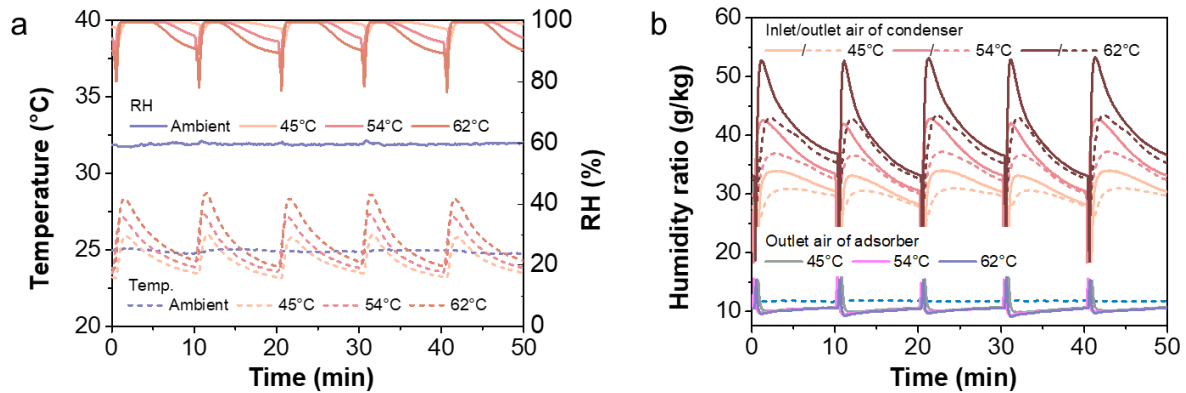 a
Temperature (°C)
40
35
30
25
20
RH
Ambient 45°C 54°C 62°C
Temp.
Ambient 45°C 54°C 62°C
100
80
60
40
20
0
RH (%)
0 10 20 30 40 50
Time (min)
b
Humidity ratio (g/kg)
60
50
40
30
20
10
Inlet/outlet air of condenser
/ 45°C / 54°C / 62°C
Outlet air of adsorber
45°C 54°C 62°C
0 10 20 30 40 50
Time (min)